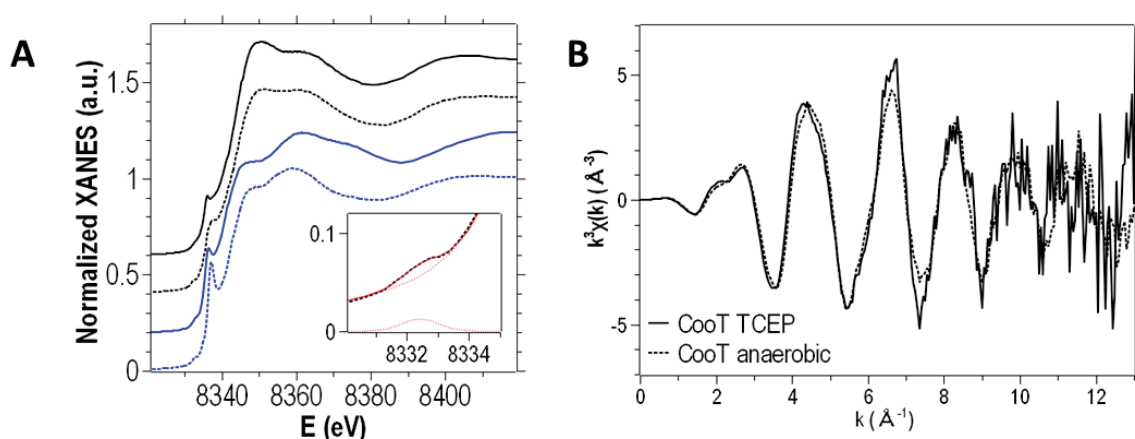 A
Normalized XANES (a.u.)
1.5
1
0.5
0
0.1
0
8332 8334
8340 8360 8380 8400
E (eV)
B
k³χ(k) (Å⁻³)
5
0
-5
CooT TCEP
CooT anaerobic
0 2 4 6 8 10 12
k (Å⁻¹)